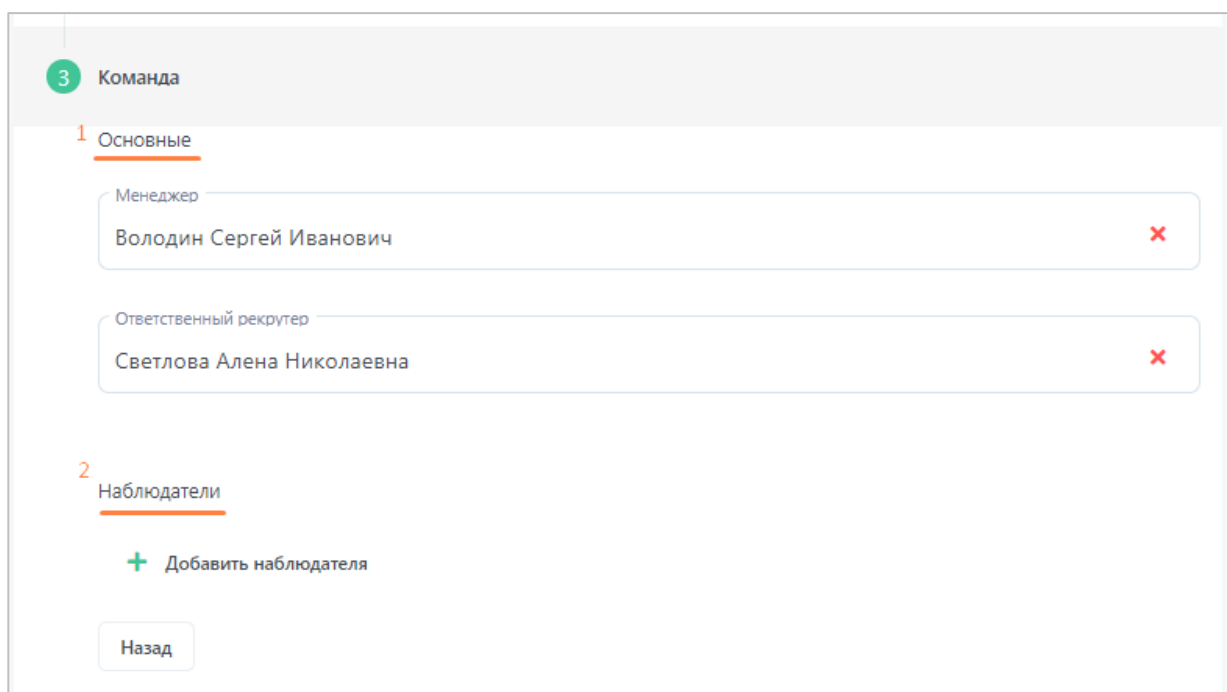 3 Команда
1 Основные
Менеджер
Володин Сергей Иванович
Ответственный рекрутер
Светлова Алена Николаевна
2
Наблюдатели
+ Добавить наблюдателя
Назад